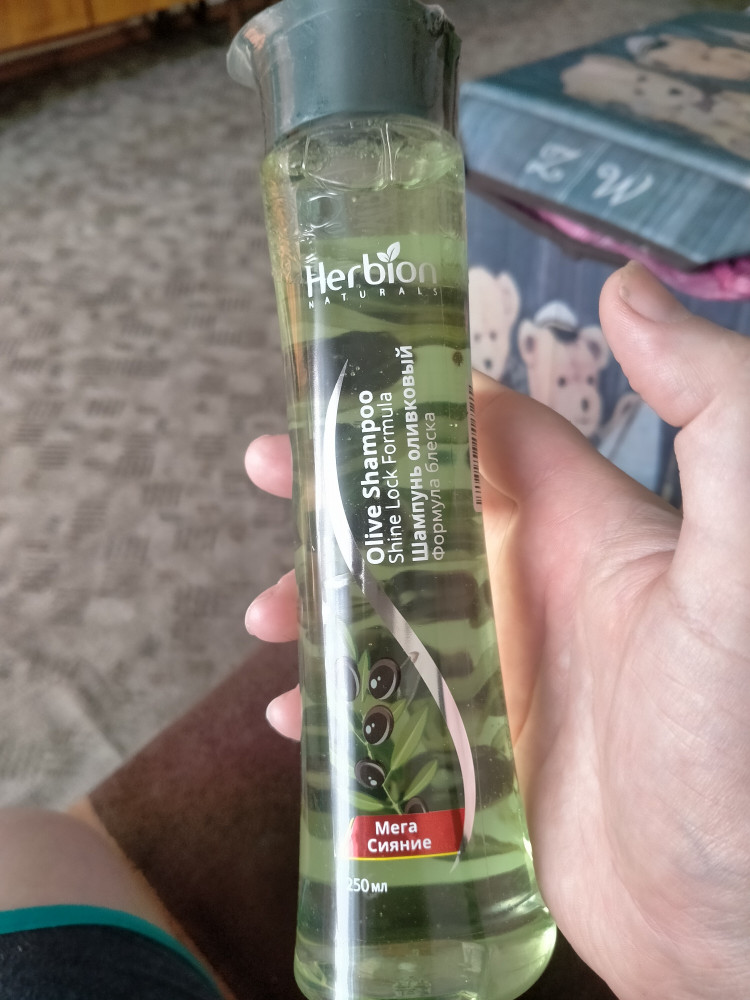 Herbion
NATURALS
Olive Shampoo
Shine Lock Formula
Шампунь оливковый
Формула блеска
Мега
Сияние
250мл
Z W